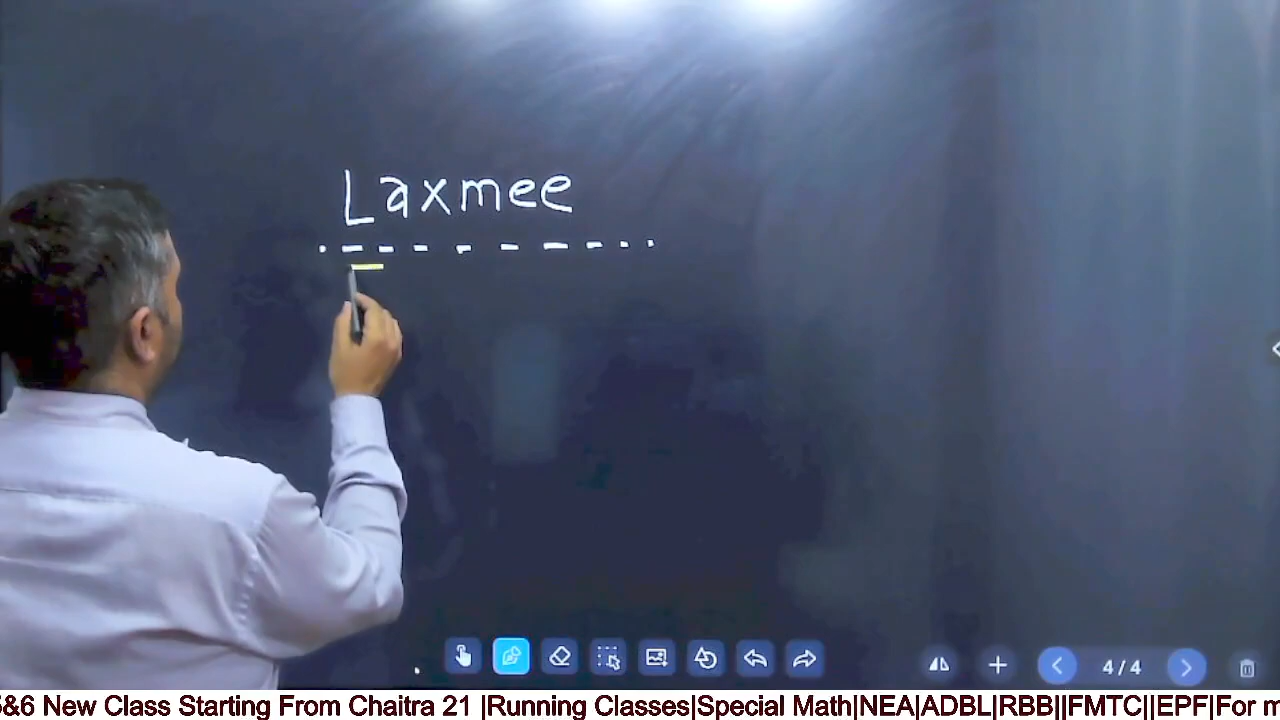 Laxmee
4 / 4
&6 New Class Starting From Chaitra 21 |Running Classes|Special Math|NEA|ADBL|RBB||FMTC||EPF|For